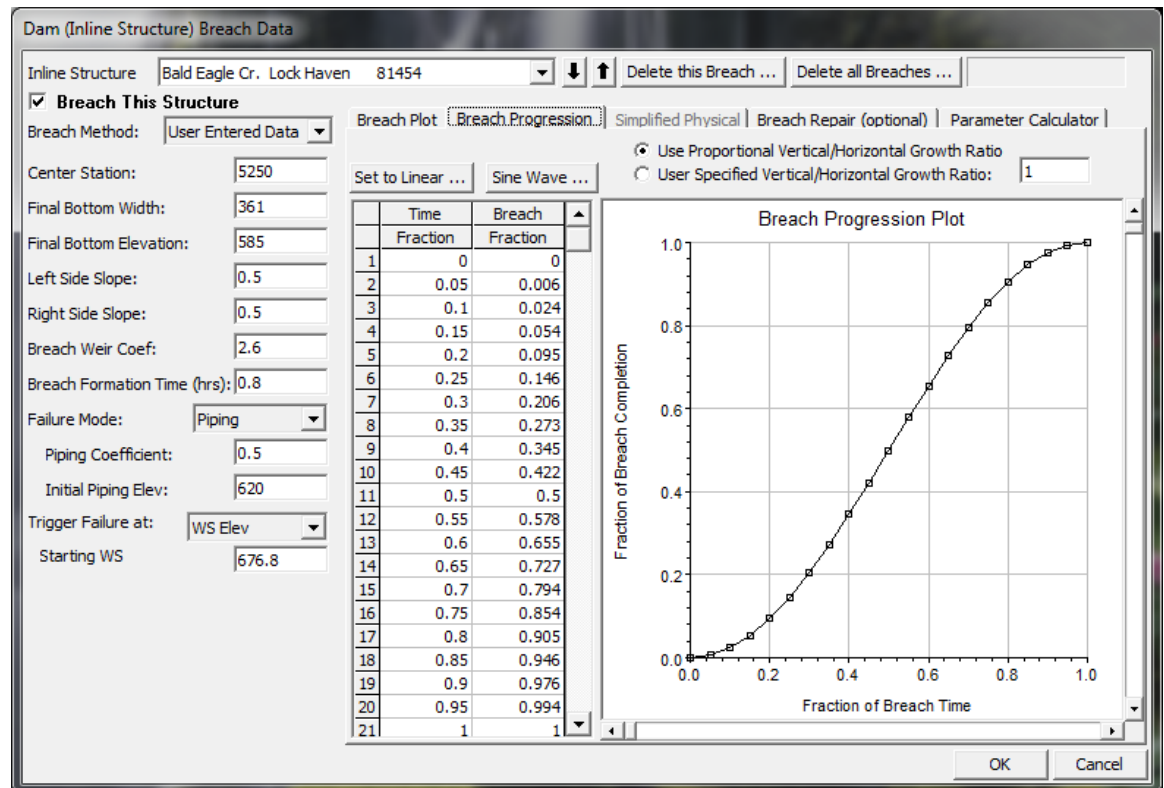 Dam (Inline Structure) Breach Data
Inline Structure Bald Eagle Cr. Lock Haven 81454 Delete this Breach ... Delete all Breaches ...
Breach This Structure
Breach Method: User Entered Data
Center Station: 5250
Final Bottom Width: 361
Final Bottom Elevation: 585
Left Side Slope: 0.5
Right Side Slope: 0.5
Breach Weir Coef: 2.6
Breach Formation Time (hrs): 0.8
Failure Mode: Piping
Piping Coefficient: 0.5
Initial Piping Elev: 620
Trigger Failure at: WS Elev
Starting WS 676.8
Breach Plot Breach Progression Simplified Physical Breach Repair (optional) Parameter Calculator
Use Proportional Vertical/Horizontal Growth Ratio
User Specified Vertical/Horizontal Growth Ratio: 1
Set to Linear ... Sine Wave ...
Time Breach
Fraction Fraction
1 0 0
2 0.05 0.006
3 0.1 0.024
4 0.15 0.054
5 0.2 0.095
6 0.25 0.146
7 0.3 0.206
8 0.35 0.273
9 0.4 0.345
10 0.45 0.422
11 0.5 0.5
12 0.55 0.578
13 0.6 0.655
14 0.65 0.727
15 0.7 0.794
16 0.75 0.854
17 0.8 0.905
18 0.85 0.946
19 0.9 0.976
20 0.95 0.994
21 1 1
Breach Progression Plot
Fraction of Breach Completion
1.0
0.8
0.6
0.4
0.2
0.0
0.0 0.2 0.4 0.6 0.8 1.0
Fraction of Breach Time
OK Cancel